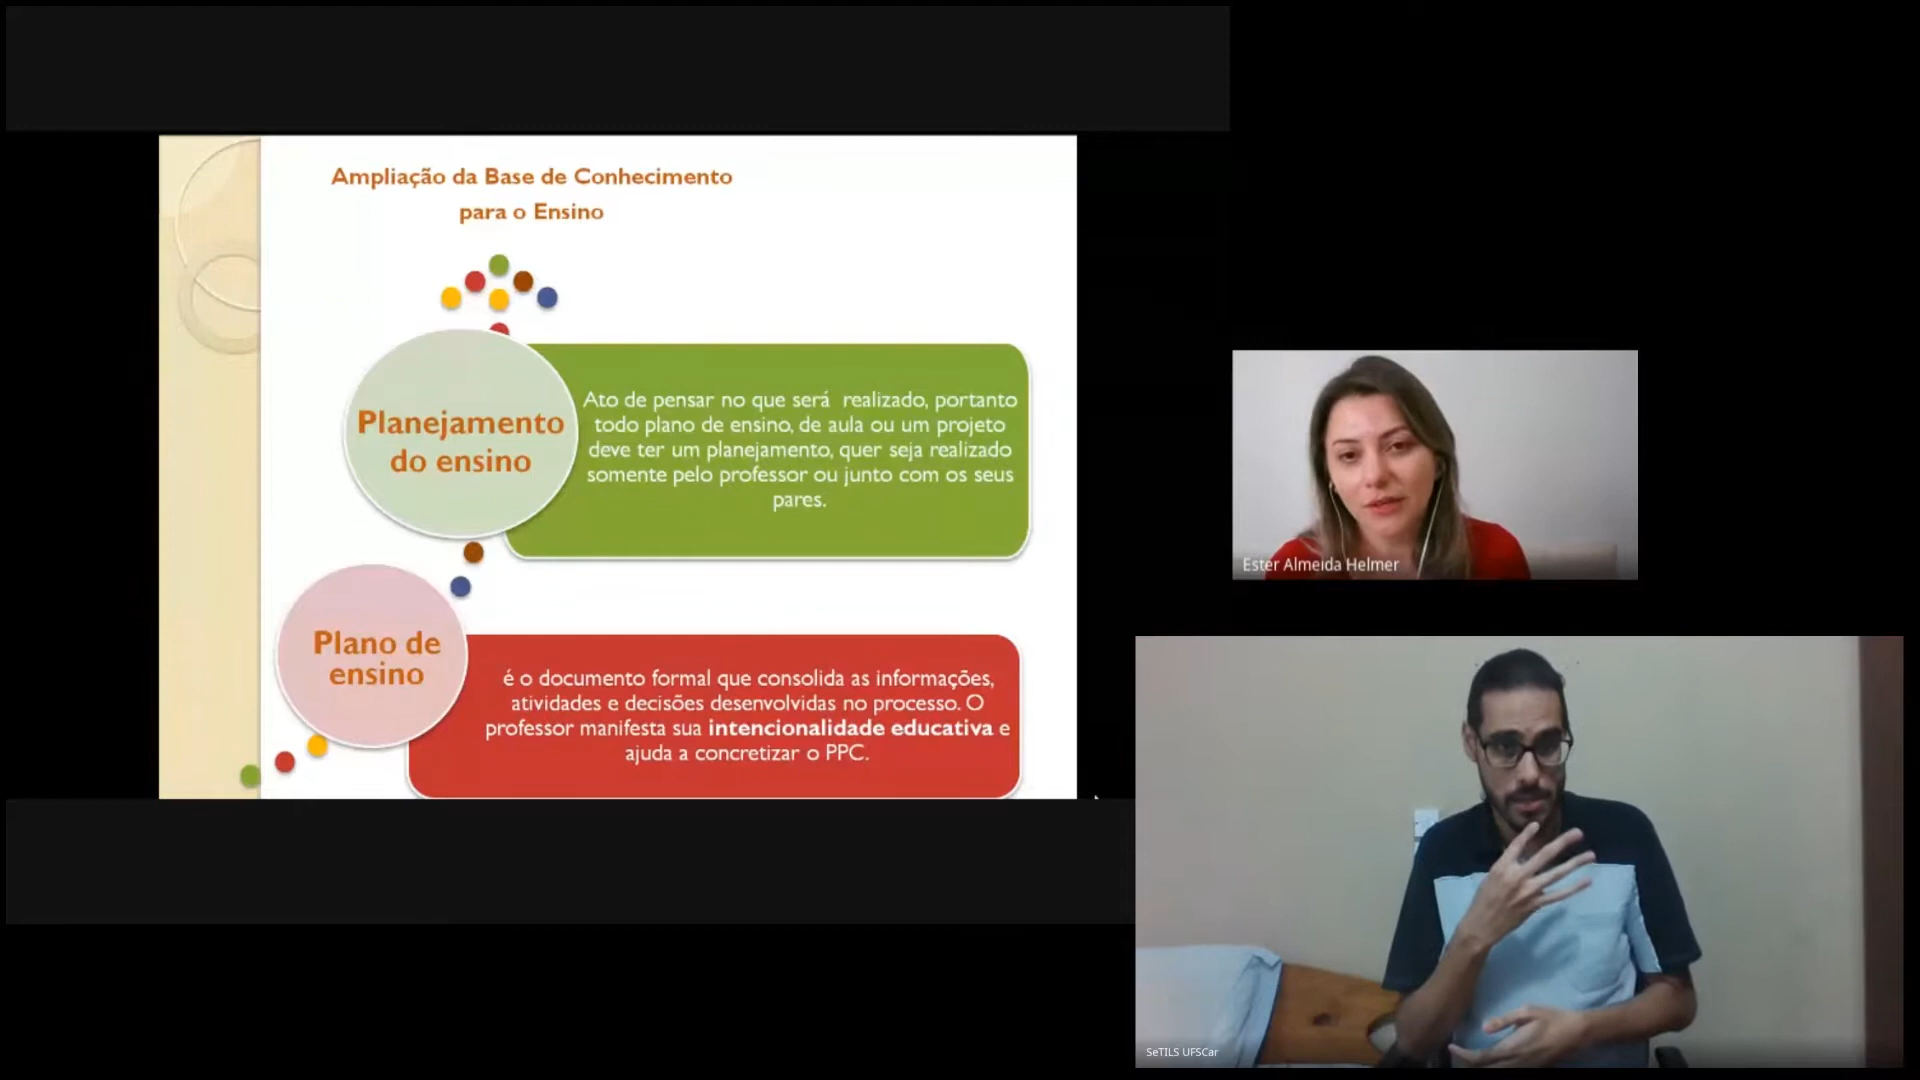 Ampliação da Base de Conhecimento
para o Ensino
Planejamento
do ensino
Ato de pensar no que será realizado, portanto
todo plano de ensino, de aula ou um projeto
deve ter um planejamento, quer seja realizado
somente pelo professor ou junto com os seus
pares.
Plano de
ensino
é o documento formal que consolida as informações,
atividades e decisões desenvolvidas no processo. O
professor manifesta sua intencionalidade educativa e
ajuda a concretizar o PPC.
Ester Almeida Helmer
SeTILS UFSCar